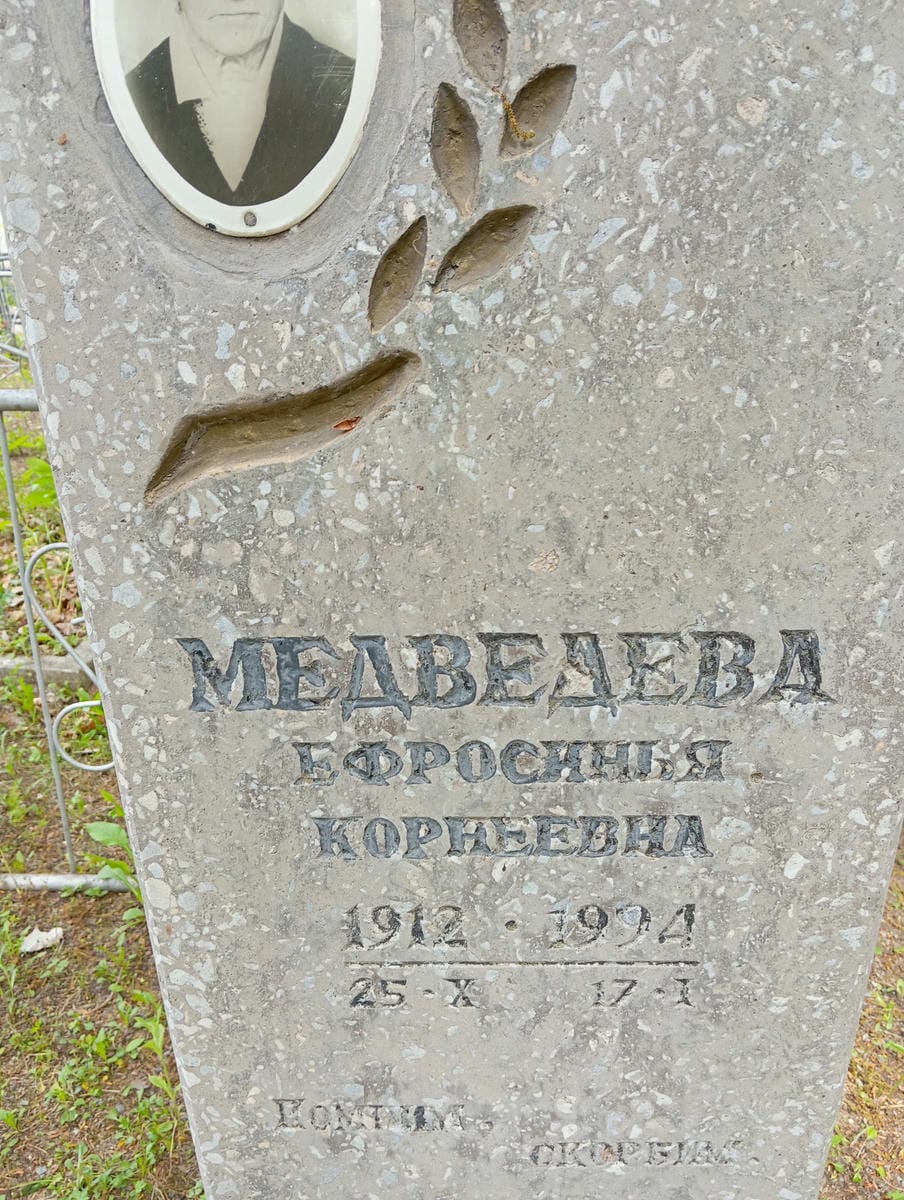 МЕДВЕДЕВА
ЕФРОСИНЬЯ
КОРНЕЕВНА
1912 · 1994
25 · X 17 · I
ПОМНИМ.
СКОРБИМ.